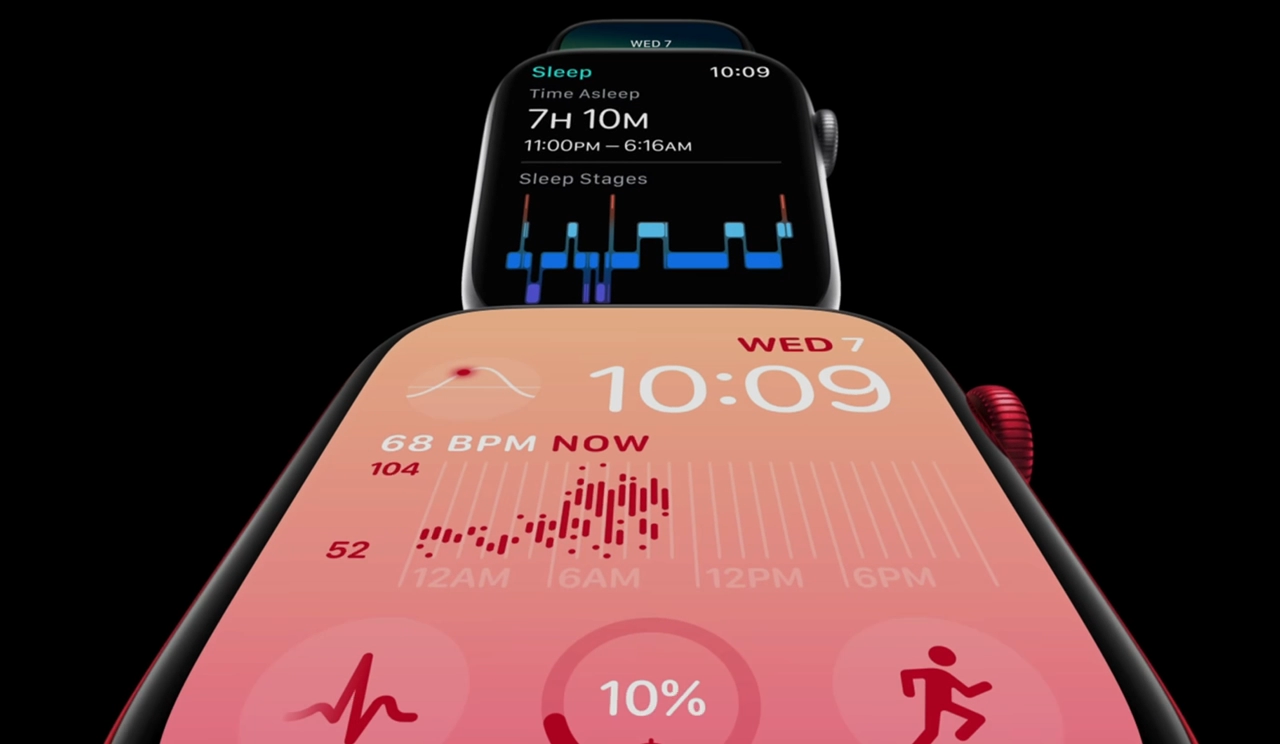 WED 7
Sleep 10:09
Time Asleep
7H 10M
11:00PM – 6:16AM
Sleep Stages
WED 7
10:09
68 BPM NOW
104
52
12AM 6AM 12PM 6PM
10%